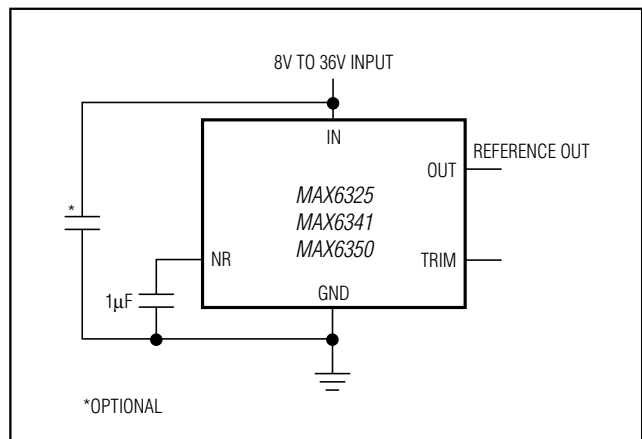 8V TO 36V INPUT
IN
REFERENCE OUT
OUT
MAX6325
MAX6341
MAX6350
*
NR
TRIM
GND
1μF
*OPTIONAL